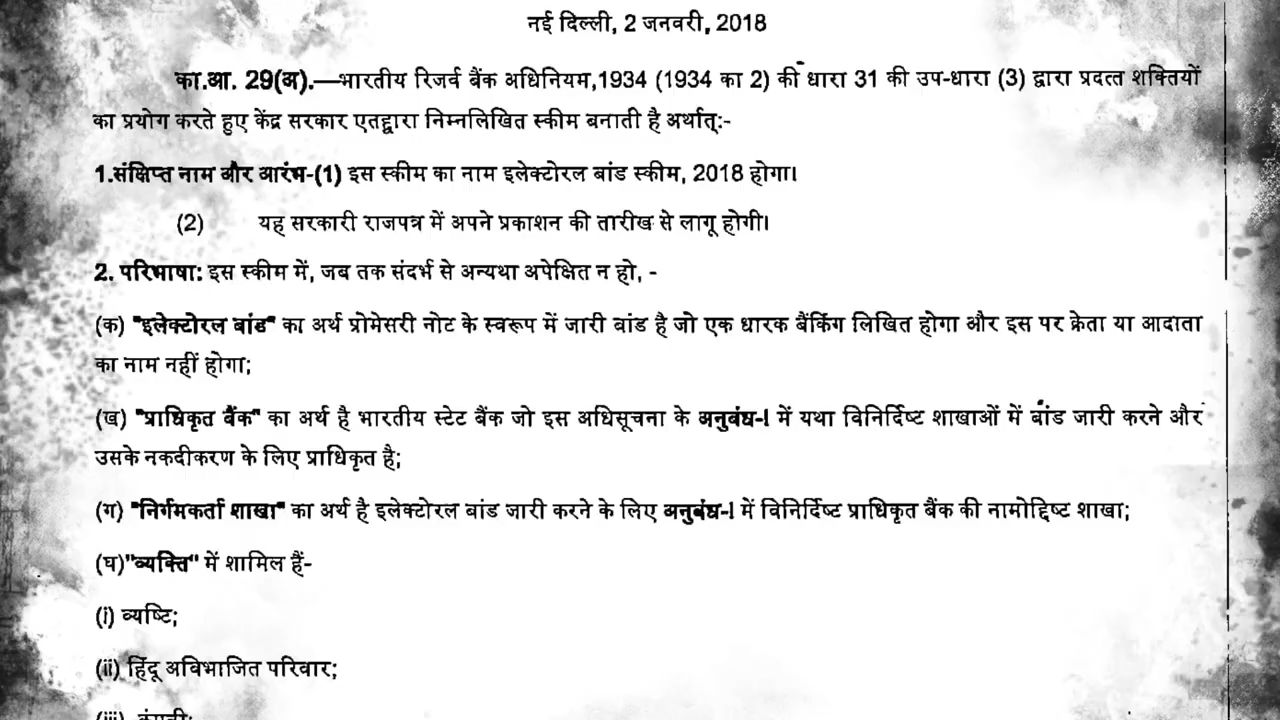 नई दिल्ली, 2 जनवरी, 2018
का.आ. 29(अ).—भारतीय रिजर्व बैंक अधिनियम,1934 (1934 का 2) की धारा 31 की उप-धारा (3) द्वारा प्रदत्त शक्तियों
का प्रयोग करते हुए केंद्र सरकार एतद्द्वारा निम्नलिखित स्कीम बनाती है अर्थात्:-
1.संक्षिप्त नाम और आरंभ-(1) इस स्कीम का नाम इलेक्टोरल बांड स्कीम, 2018 होगा।
(2) यह सरकारी राजपत्र में अपने प्रकाशन की तारीख से लागू होगी।
2. परिभाषा: इस स्कीम में, जब तक संदर्भ से अन्यथा अपेक्षित न हो, -
(क) "इलेक्टोरल बांड" का अर्थ प्रोमेसरी नोट के स्वरूप में जारी बांड है जो एक धारक बैंकिंग लिखित होगा और इस पर क्रेता या आदाता
का नाम नहीं होगा;
(ख) "प्राधिकृत बैंक" का अर्थ है भारतीय स्टेट बैंक जो इस अधिसूचना के अनुबंध-I में यथा विनिर्दिष्ट शाखाओं में बांड जारी करने और
उसके नकदीकरण के लिए प्राधिकृत है;
(ग) "निर्गमकर्ता शाखा" का अर्थ है इलेक्टोरल बांड जारी करने के लिए अनुबंध-I में विनिर्दिष्ट प्राधिकृत बैंक की नामोद्दिष्ट शाखा;
(घ)"व्यक्ति" में शामिल हैं-
(i) व्यष्टि;
(ii) हिंदू अविभाजित परिवार;
(iii)